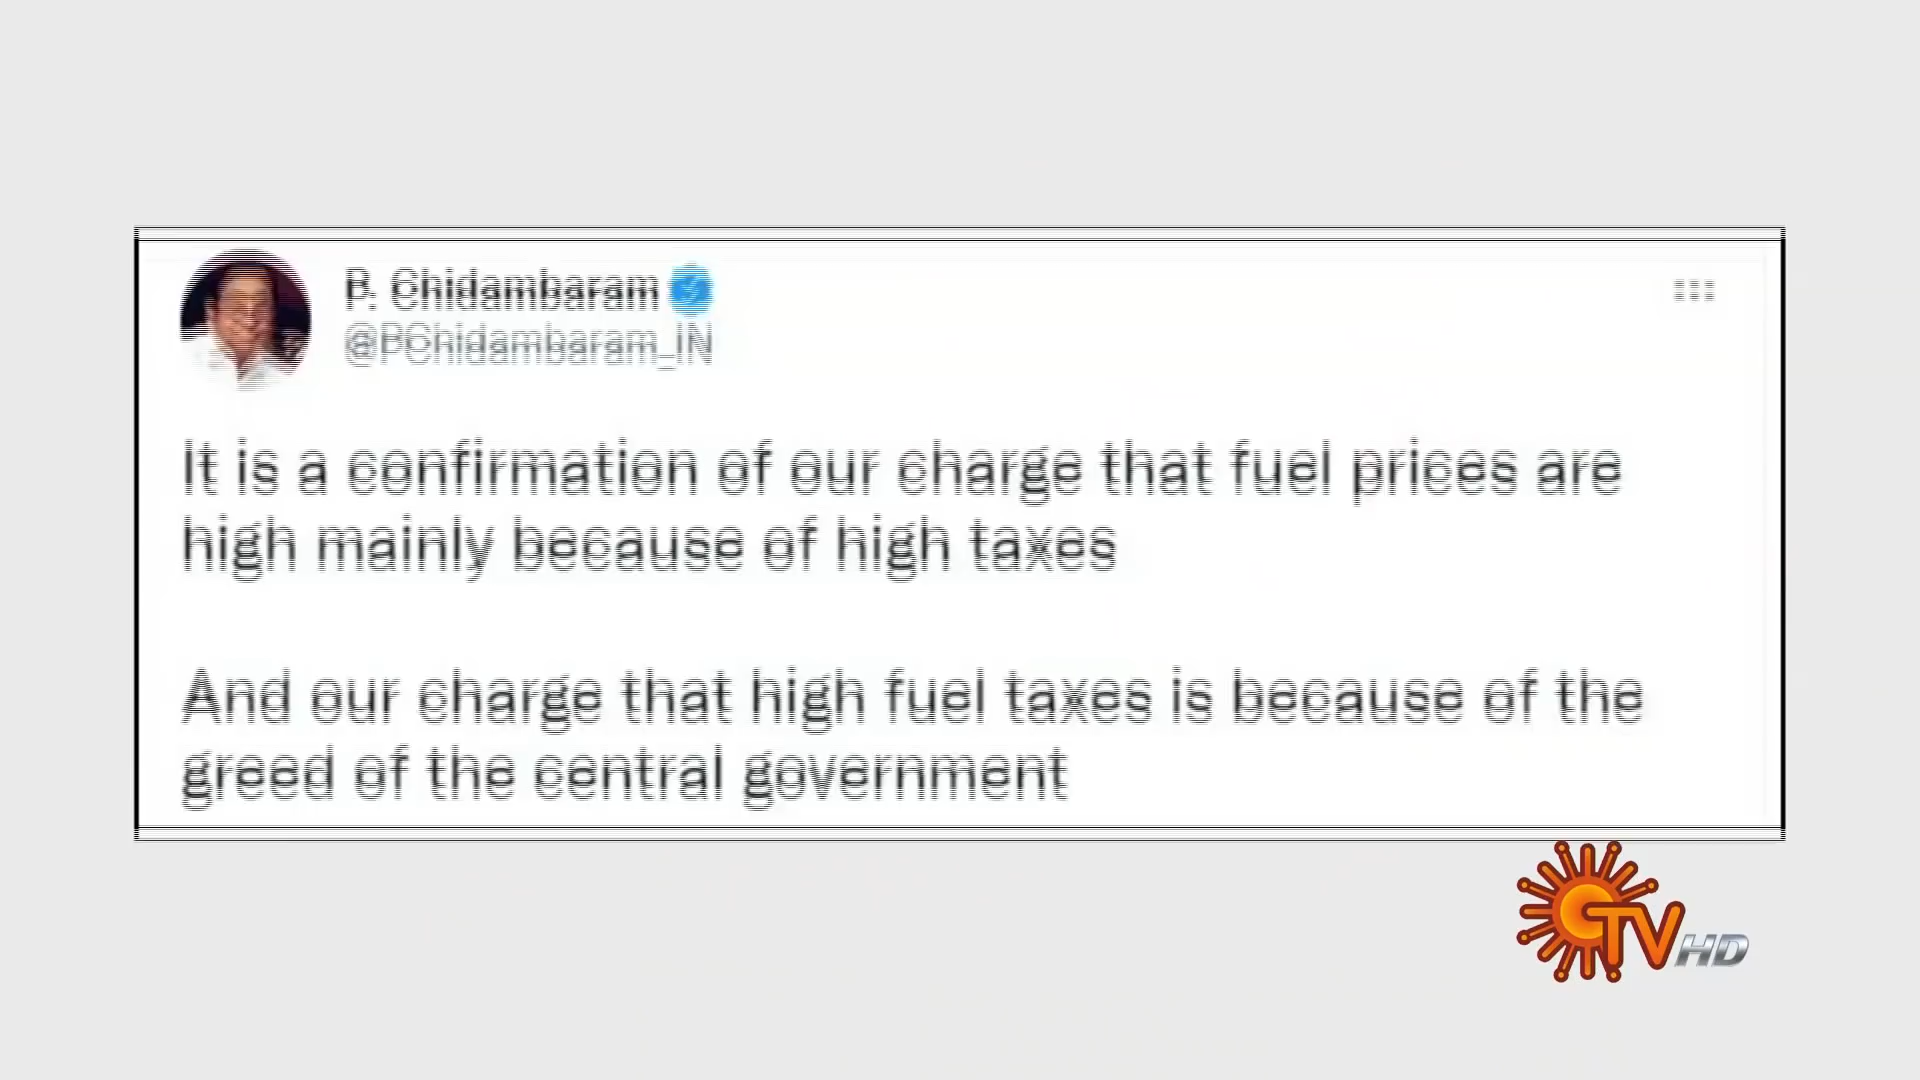 P. Chidambaram
@PChidambaram_IN
It is a confirmation of our charge that fuel prices are
high mainly because of high taxes
And our charge that high fuel taxes is because of the
greed of the central government
TV HD